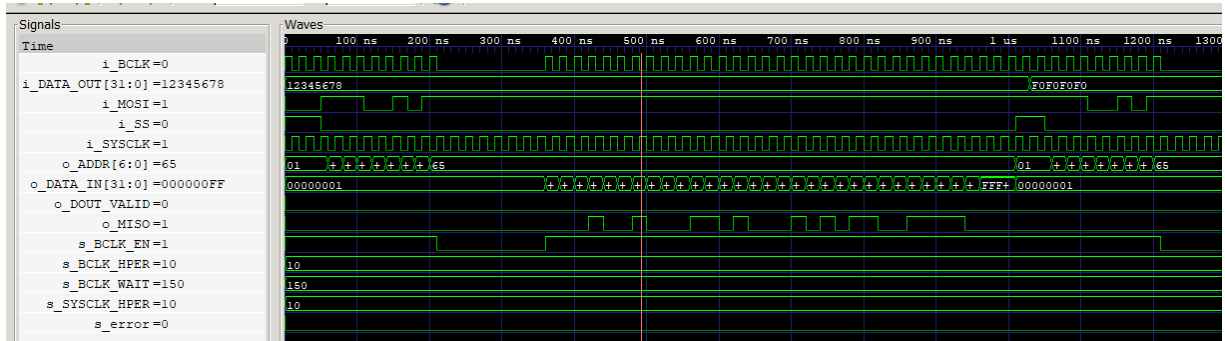 Signals
Waves
Time
0 100 ns 200 ns 300 ns 400 ns 500 ns 600 ns 700 ns 800 ns 900 ns 1 us 1100 ns 1200 ns 1300
i_BCLK=0
i_DATA_OUT[31:0]=12345678
12345678 F0F0F0F0
i_MOSI=1
i_SS=0
i_SYSCLK=1
o_ADDR[6:0]=65
01 + + + + + + + 65 01 + + + + + + + 65
o_DATA_IN[31:0]=000000FF
00000001 + + + + + + + + + + + + + + + + + + + + + + + + + + + + + + FFF+ 00000001
o_DOUT_VALID=0
o_MISO=1
s_BCLK_EN=1
s_BCLK_HPER=10
10
s_BCLK_WAIT=150
150
s_SYSCLK_HPER=10
10
s_error=0